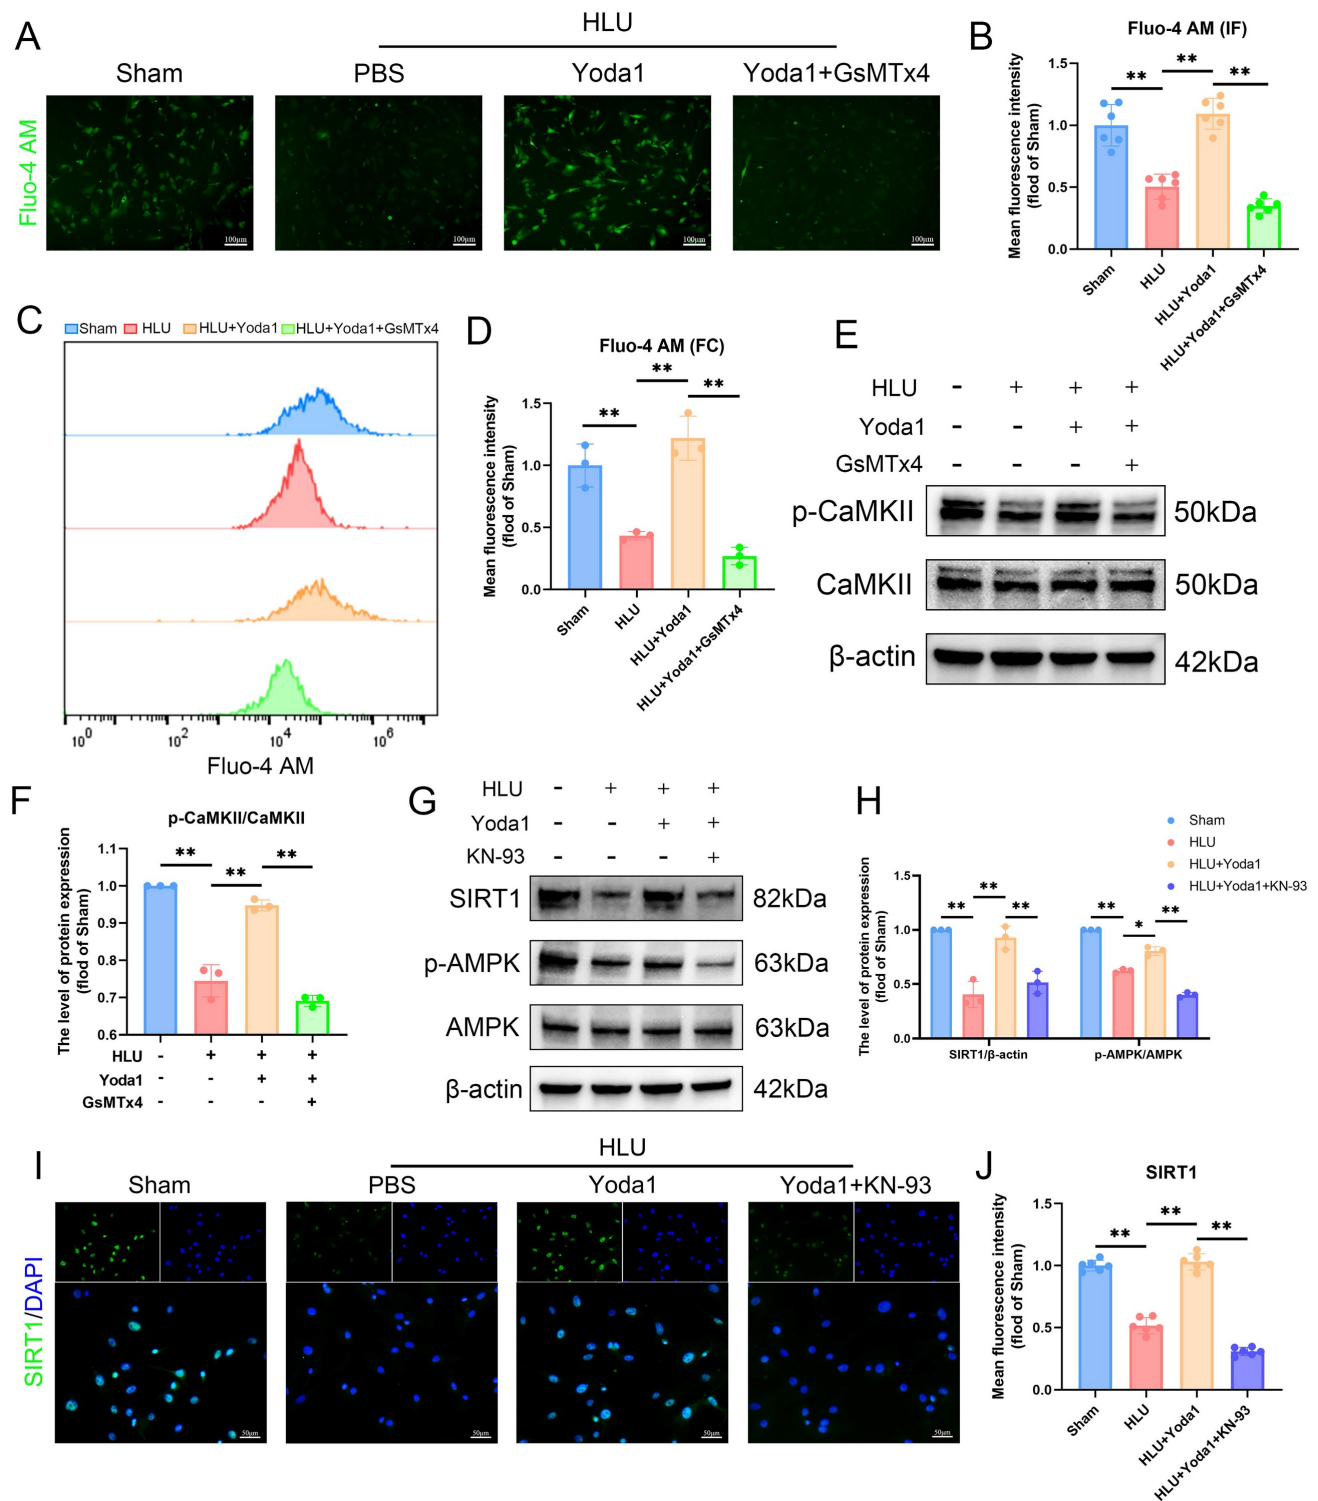 A
HLU
Sham
PBS
Yoda1
Yoda1+GsMTx4
Fluo-4 AM
100μm
100μm
100μm
100μm
B
Fluo-4 AM (IF)
Mean fluorescence intensity
(flod of Sham)
1.5
1.0
0.5
0.0
** ** **
Sham
HLU
HLU+Yoda1
HLU+Yoda1+GsMTx4
C
Sham HLU HLU+Yoda1 HLU+Yoda1+GsMTx4
10^0 10^2 10^4 10^6
Fluo-4 AM
D
Fluo-4 AM (FC)
Mean fluorescence intensity
(flod of Sham)
1.5
1.0
0.5
0.0
** ** **
Sham
HLU
HLU+Yoda1
HLU+Yoda1+GsMTx4
E
HLU - + + +
Yoda1 - - + +
GsMTx4 - - - +
p-CaMKII 50kDa
CaMKII 50kDa
β-actin 42kDa
F
p-CaMKII/CaMKII
The level of protein expression
(flod of Sham)
1.1
1.0
0.9
0.8
0.7
0.6
** ** **
HLU - + + +
Yoda1 - - + +
GsMTx4 - - - +
G
HLU - + + +
Yoda1 - - + +
KN-93 - - - +
SIRT1 82kDa
p-AMPK 63kDa
AMPK 63kDa
β-actin 42kDa
H
Sham
HLU
HLU+Yoda1
HLU+Yoda1+KN-93
The level of protein expression
(flod of Sham)
1.5
1.0
0.5
0.0
** ** ** ** * **
SIRT1/β-actin
p-AMPK/AMPK
I
HLU
Sham
PBS
Yoda1
Yoda1+KN-93
SIRT1/DAPI
50μm
50μm
50μm
50μm
J
SIRT1
Mean fluorescence intensity
(flod of Sham)
1.5
1.0
0.5
0.0
** ** **
Sham
HLU
HLU+Yoda1
HLU+Yoda1+KN-93